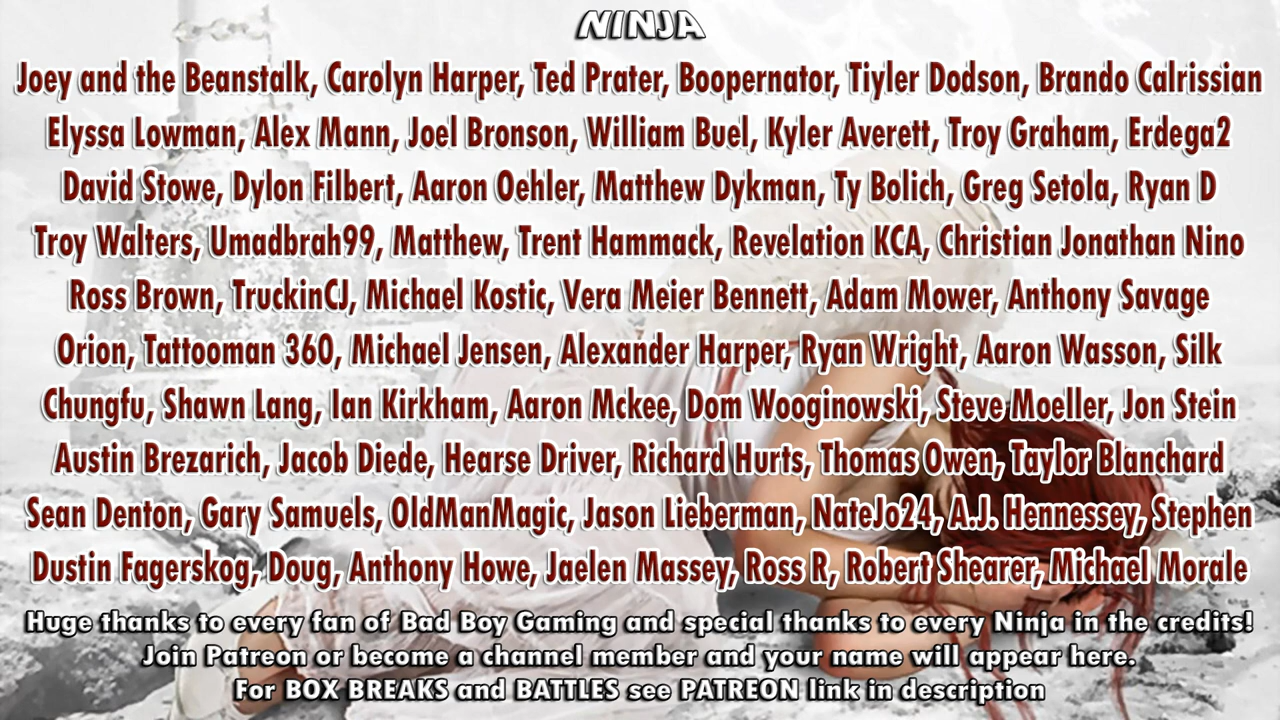 NINJA
Joey and the Beanstalk, Carolyn Harper, Ted Prater, Boopernator, Tiyler Dodson, Brando Calrissian
Elyssa Lowman, Alex Mann, Joel Bronson, William Buel, Kyler Averett, Troy Graham, Erdega2
David Stowe, Dylon Filbert, Aaron Oehler, Matthew Dykman, Ty Bolich, Greg Setola, Ryan D
Troy Walters, Umadbrah99, Matthew, Trent Hammack, Revelation KCA, Christian Jonathan Nino
Ross Brown, TruckinCJ, Michael Kostic, Vera Meier Bennett, Adam Mower, Anthony Savage
Orion, Tattooman 360, Michael Jensen, Alexander Harper, Ryan Wright, Aaron Wasson, Silk
Chungfu, Shawn Lang, Ian Kirkham, Aaron Mckee, Dom Wooginowski, Steve Moeller, Jon Stein
Austin Brezarich, Jacob Diede, Hearse Driver, Richard Hurts, Thomas Owen, Taylor Blanchard
Sean Denton, Gary Samuels, OldManMagic, Jason Lieberman, NateJo24, A.J. Hennessey, Stephen
Dustin Fagerskog, Doug, Anthony Howe, Jaelen Massey, Ross R, Robert Shearer, Michael Morale
Huge thanks to every fan of Bad Boy Gaming and special thanks to every Ninja in the credits!
Join Patreon or become a channel member and your name will appear here.
For BOX BREAKS and BATTLES see PATREON link in description